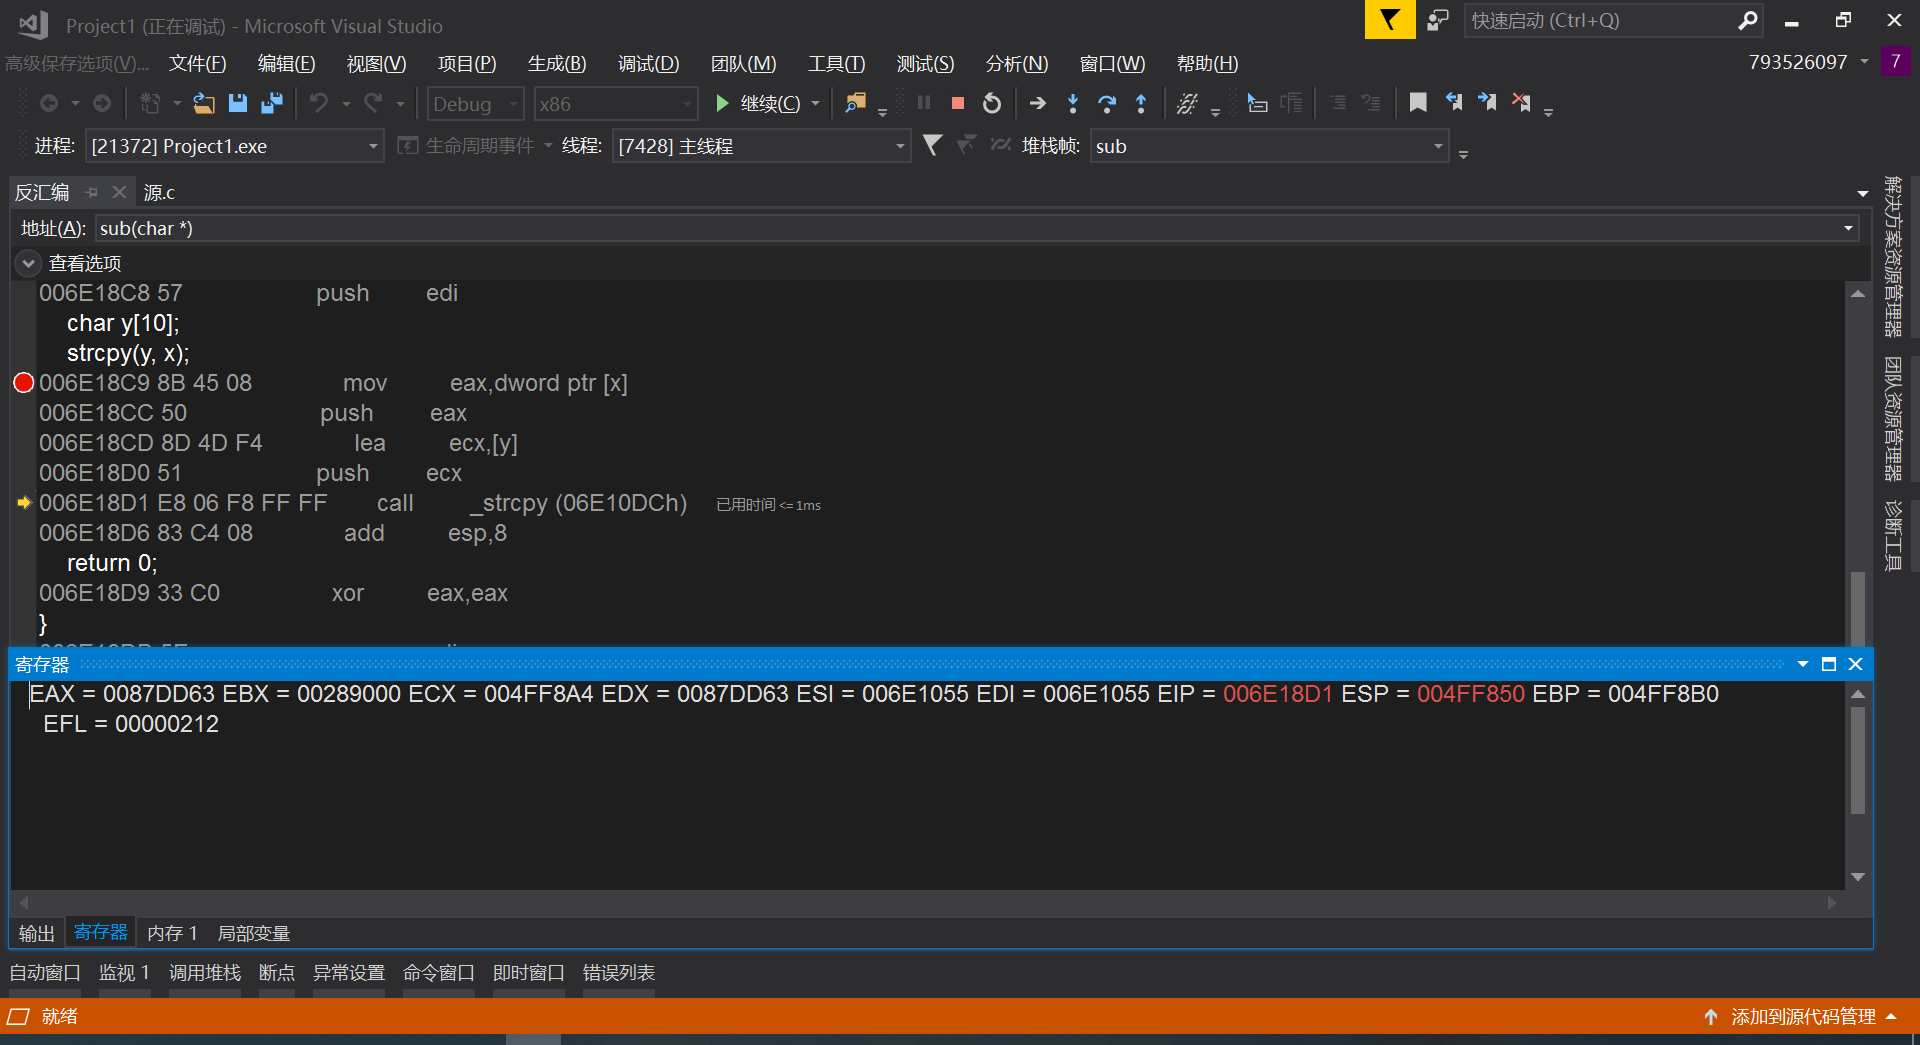 Project1 (正在调试) - Microsoft Visual Studio
快速启动 (Ctrl+Q)
高级保存选项(V)... 文件(F) 编辑(E) 视图(V) 项目(P) 生成(B) 调试(D) 团队(M) 工具(T) 测试(S) 分析(N) 窗口(W) 帮助(H)
793526097 7
Debug x86 继续(C)
进程: [21372] Project1.exe 生命周期事件 线程: [7428] 主线程 堆栈帧: sub
反汇编 源.c
地址(A): sub(char *)
查看选项
006E18C8 57 push edi
char y[10];
strcpy(y, x);
006E18C9 8B 45 08 mov eax,dword ptr [x]
006E18CC 50 push eax
006E18CD 8D 4D F4 lea ecx,[y]
006E18D0 51 push ecx
006E18D1 E8 06 F8 FF FF call _strcpy (06E10DCh) 已用时间 <= 1ms
006E18D6 83 C4 08 add esp,8
return 0;
006E18D9 33 C0 xor eax,eax
}
寄存器
EAX = 0087DD63 EBX = 00289000 ECX = 004FF8A4 EDX = 0087DD63 ESI = 006E1055 EDI = 006E1055 EIP = 006E18D1 ESP = 004FF850 EBP = 004FF8B0
EFL = 00000212
输出 寄存器 内存 1 局部变量
自动窗口 监视 1 调用堆栈 断点 异常设置 命令窗口 即时窗口 错误列表
就绪
添加到源代码管理
解决方案资源管理器
团队资源管理器
诊断工具